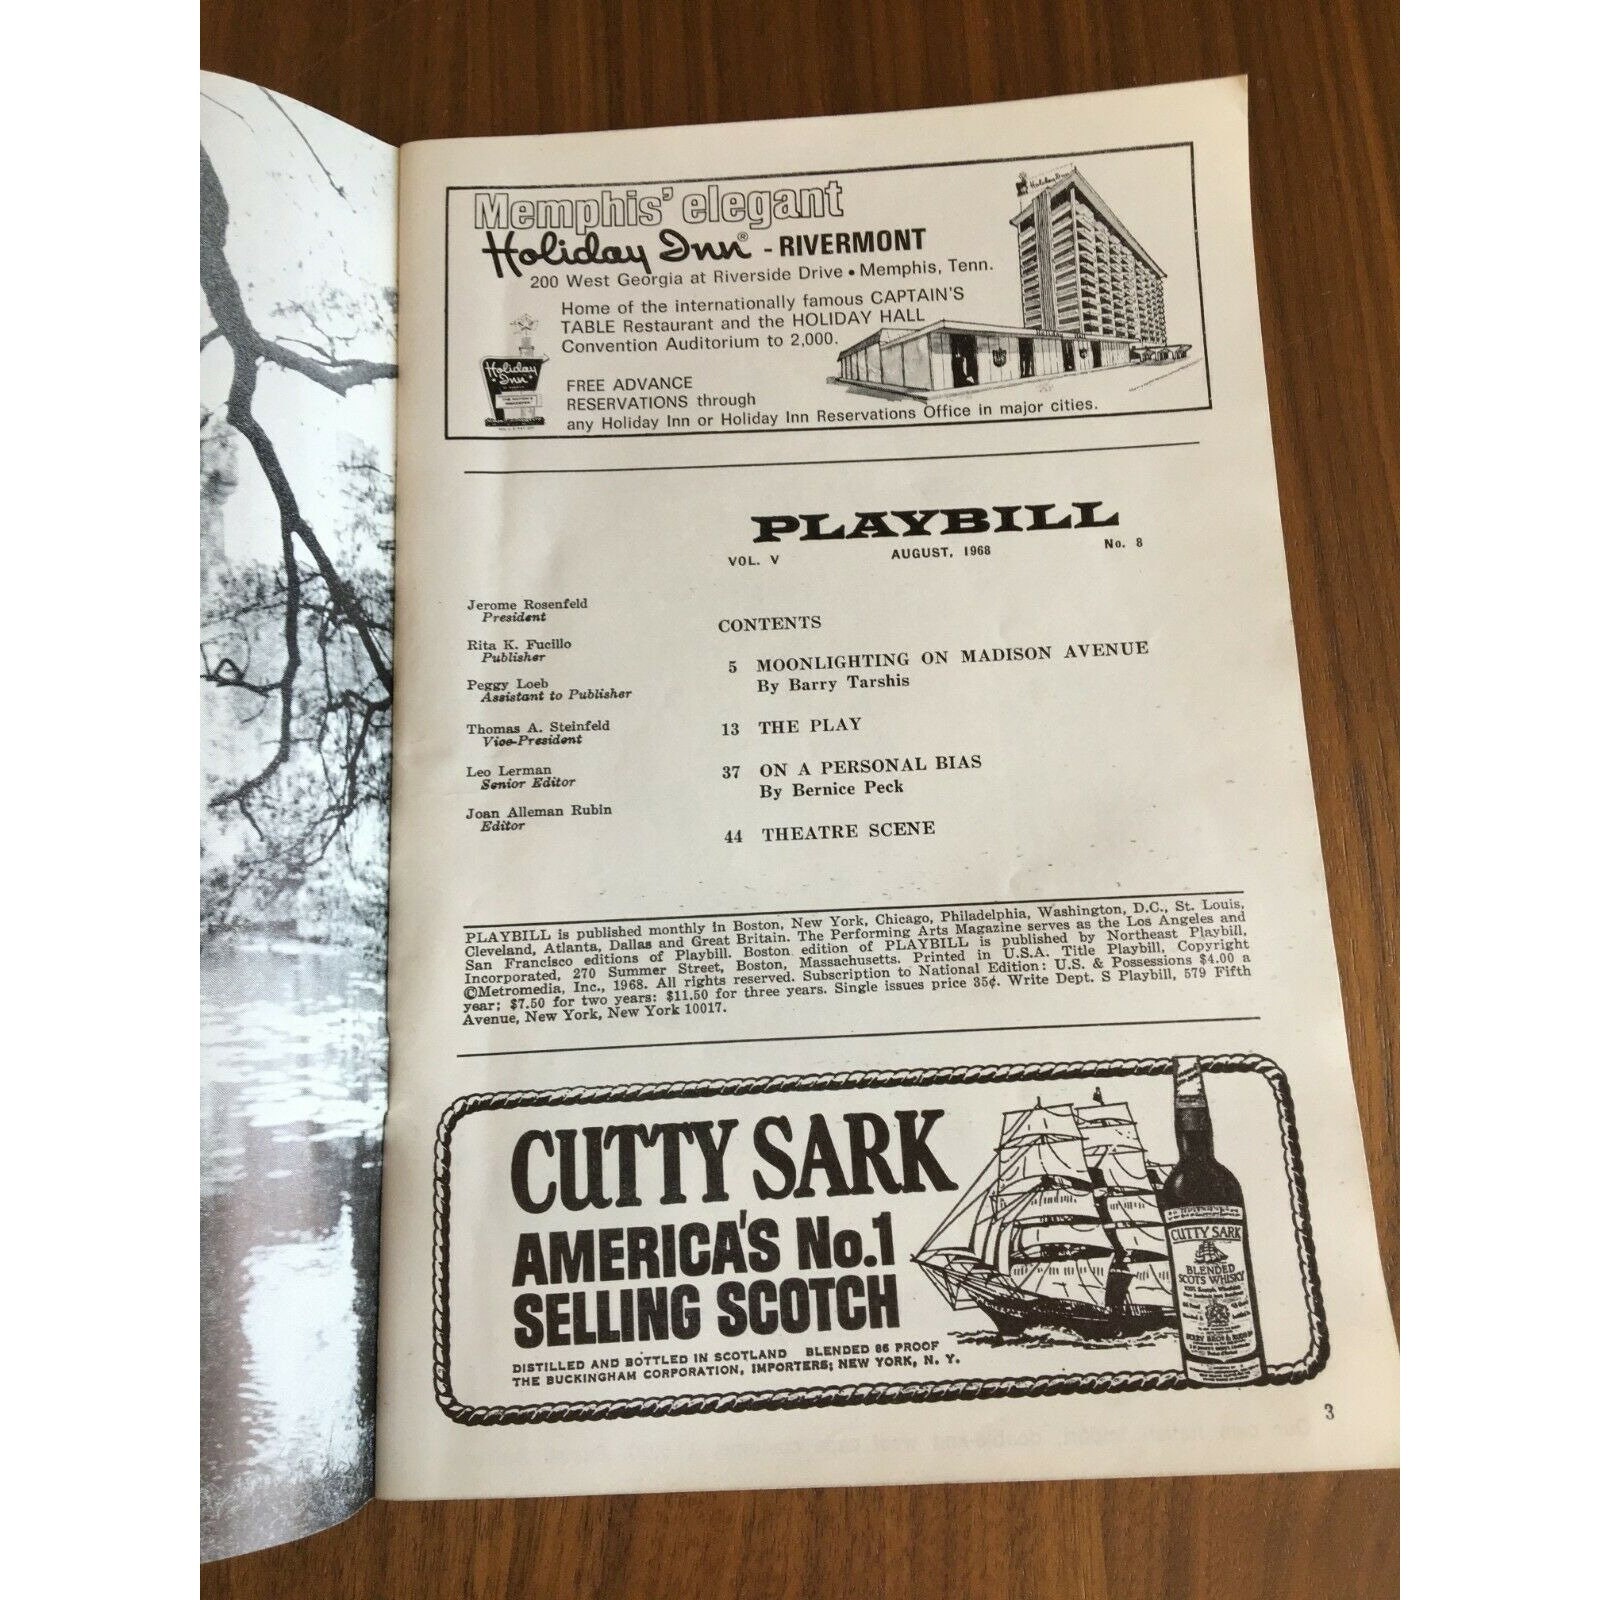 Memphis' elegant
Holiday Inn® - RIVERMONT
200 West Georgia at Riverside Drive • Memphis, Tenn.
Home of the internationally famous CAPTAIN'S
TABLE Restaurant and the HOLIDAY HALL
Convention Auditorium to 2,000.
FREE ADVANCE
RESERVATIONS through
any Holiday Inn or Holiday Inn Reservations Office in major cities.
Holiday
Inn
Holiday Inn
PLAYBILL
VOL. V AUGUST, 1968 No. 8
Jerome Rosenfeld
President
Rita K. Fucillo
Publisher
Peggy Loeb
Assistant to Publisher
Thomas A. Steinfeld
Vice-President
Leo Lerman
Senior Editor
Joan Alleman Rubin
Editor
CONTENTS
5 MOONLIGHTING ON MADISON AVENUE
By Barry Tarshis
13 THE PLAY
37 ON A PERSONAL BIAS
By Bernice Peck
44 THEATRE SCENE
PLAYBILL is published monthly in Boston, New York, Chicago, Philadelphia, Washington, D.C., St. Louis,
Cleveland, Atlanta, Dallas and Great Britain. The Performing Arts Magazine serves as the Los Angeles and
San Francisco editions of Playbill. Boston edition of PLAYBILL is published by Northeast Playbill,
Incorporated, 270 Summer Street, Boston, Massachusetts. Printed in U.S.A. Title Playbill, Copyright
©Metromedia, Inc., 1968. All rights reserved. Subscription to National Edition: U.S. & Possessions $4.00 a
year; $7.50 for two years: $11.50 for three years. Single issues price 35¢. Write Dept. S Playbill, 579 Fifth
Avenue, New York, New York 10017.
CUTTY SARK
AMERICA'S No.1
SELLING SCOTCH
DISTILLED AND BOTTLED IN SCOTLAND BLENDED 86 PROOF
THE BUCKINGHAM CORPORATION, IMPORTERS; NEW YORK, N. Y.
CUTTY SARK
BLENDED
SCOTS WHISKY
3